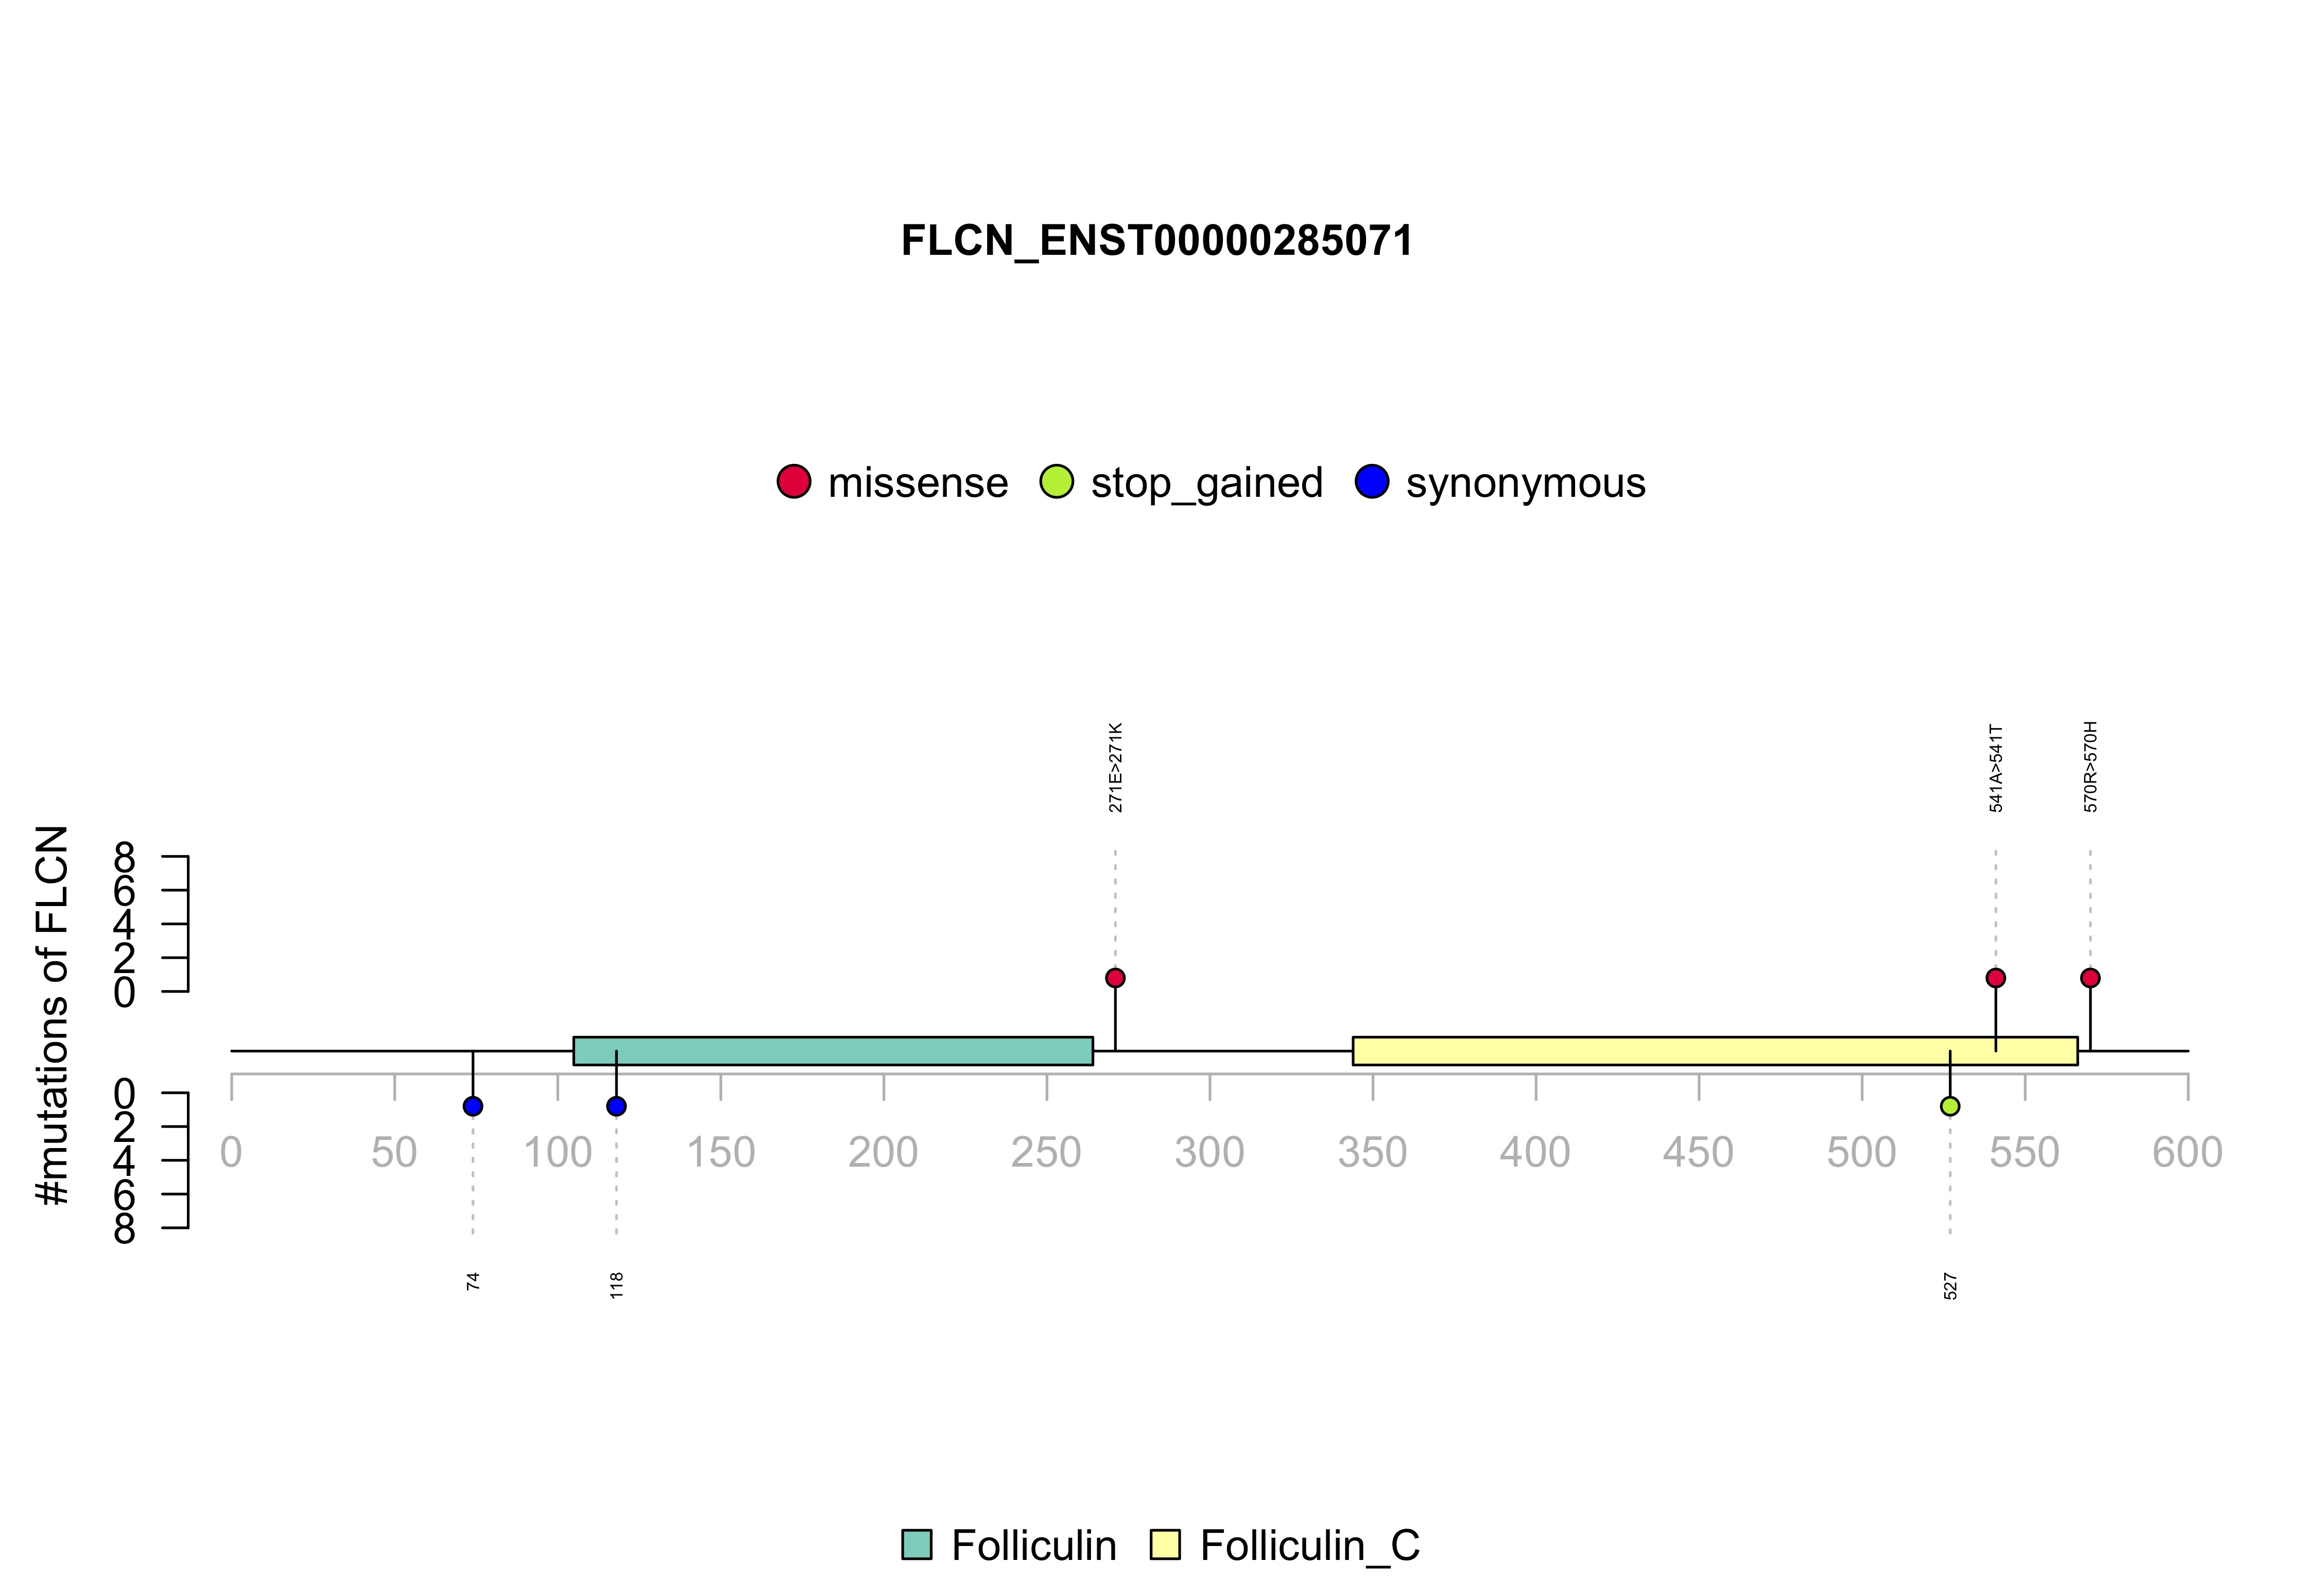 FLCN_ENST00000285071
missense stop_gained synonymous
271E>271K 541A>541T 570R>570H
#mutations of FLCN
8
6
4
2
0
0
2
4
6
8
0 50 100 150 200 250 300 350 400 450 500 550 600
74 118 527
Folliculin Folliculin_C